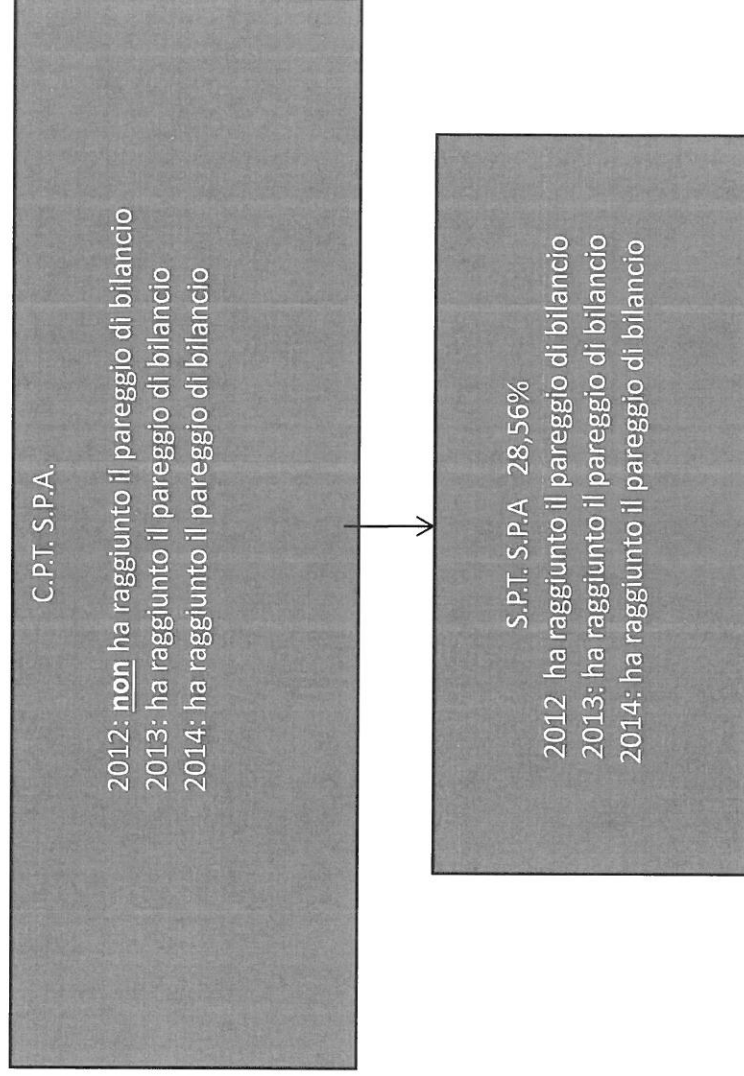 C.P.T. S.P.A.
2012: non ha raggiunto il pareggio di bilancio
2013: ha raggiunto il pareggio di bilancio
2014: ha raggiunto il pareggio di bilancio
S.P.T. S.P.A 28,56%
2012 ha raggiunto il pareggio di bilancio
2013: ha raggiunto il pareggio di bilancio
2014: ha raggiunto il pareggio di bilancio